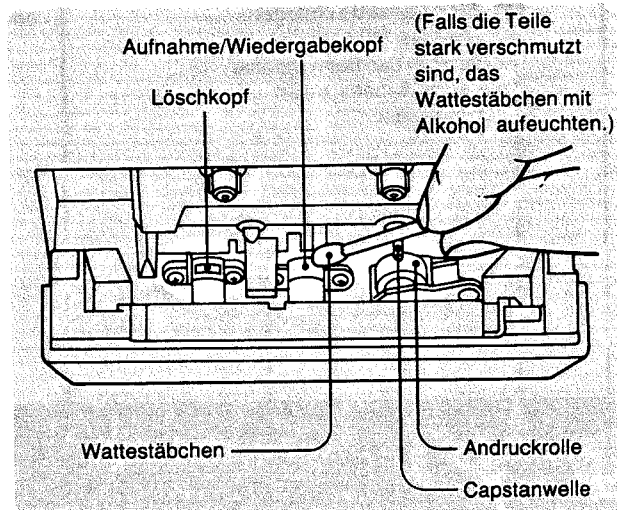 Aufnahme/Wiedergabekopf
Löschkopf
(Falls die Teile
stark verschmutzt
sind, das
Wattestäbchen mit
Alkohol aufeuchten.)
Wattestäbchen
Andruckrolle
Capstanwelle